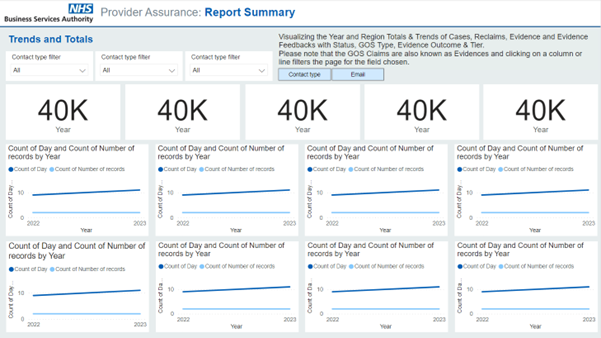 NHS
Business Services Authority
Provider Assurance: Report Summary
Trends and Totals
Visualizing the Year and Region Totals & Trends of Cases, Reclaims, Evidence and Evidence
Feedbacks with Status, GOS Type, Evidence Outcome & Tier.
Please note that the GOS Claims are also known as Evidences and clicking on a column or
line filters the page for the field chosen.
Contact type filter Contact type filter Contact type filter
All All All
Contact type Email
40K 40K 40K 40K 40K
Year Year Year Year Year
Count of Day and Count of Number of
records by Year
Count of Day Count of Number of records
Count of Day ...
10
0
2022 2023
Year
Count of Day and Count of Number of
records by Year
Count of Day Count of Number of records
Count of Day ...
10
0
2022 2023
Year
Count of Day and Count of Number of
records by Year
Count of Day Count of Number of records
Count of Day ...
10
0
2022 2023
Year
Count of Day and Count of Number of
records by Year
Count of Day Count of Number of records
Count of Day ...
10
0
2022 2023
Year
Count of Day and Count of Number of
records by Year
Count of Day Count of Number of records
Count of Day...
10
0
2022 2023
Year
Count of Day and Count of Number of
records by Year
Count of Day Count of Number of records
Count of Da...
10
0
2022 2023
Year
Count of Day and Count of Number of
records by Year
Count of Day Count of Number of records
Count of Da...
10
0
2022 2023
Year
Count of Day and Count of Number of
records by Year
Count of Day Count of Number of records
Count of Da...
10
0
2022 2023
Year